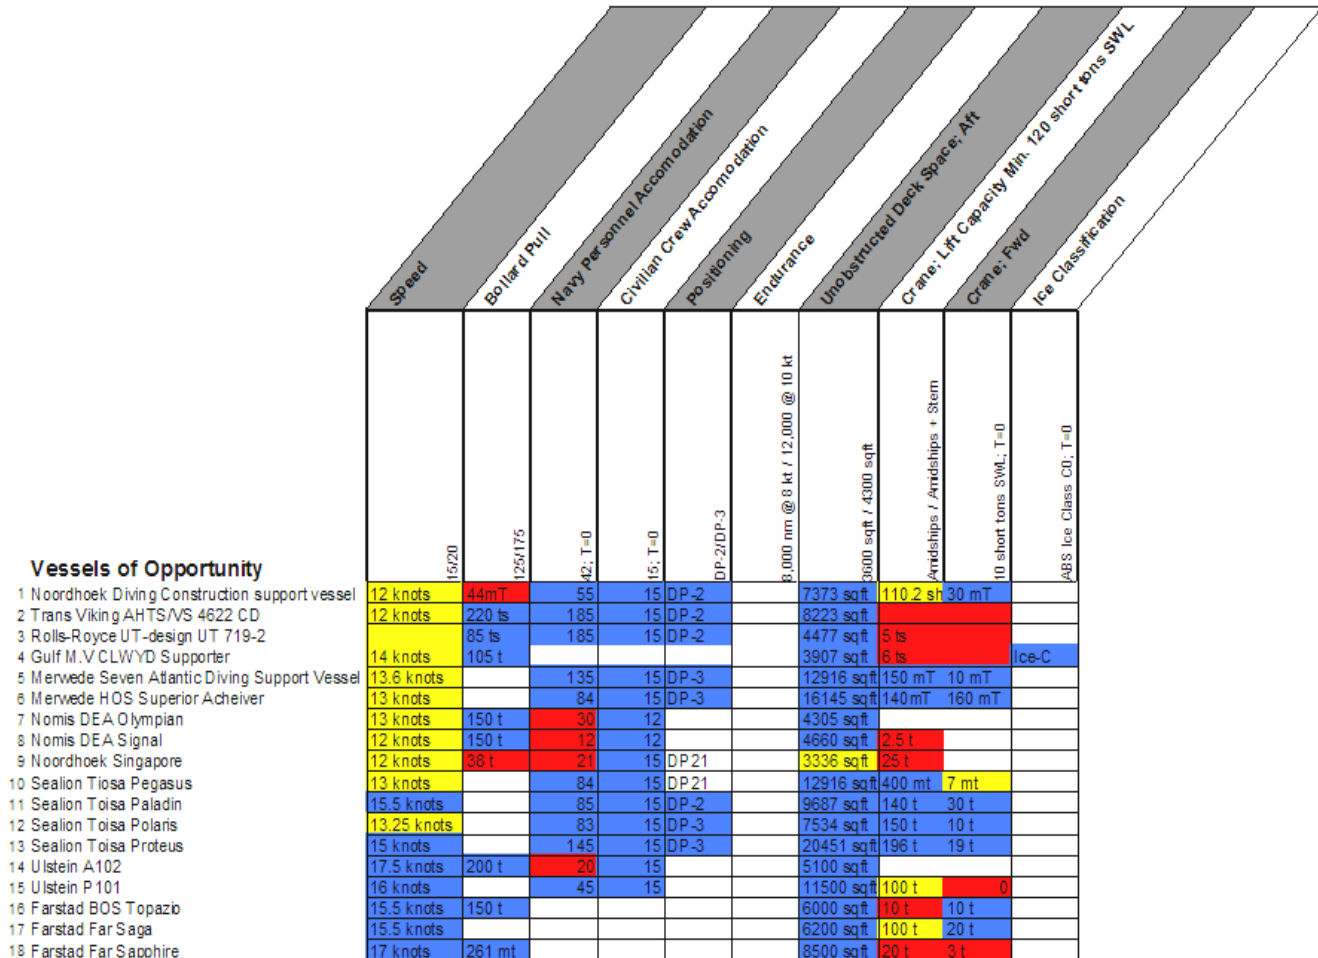 Speed
Bollard Pull
Navy Personnel Accomodation
Civilian Crew Accomodation
Positioning
Endurance
Unobstructed Deck Space; Aft
Crane; Lift Capacity Min. 120 short tons SWL
Crane; Fwd
Ice Classification
15/20
125/175
42; T=0
15; T=0
DP-2/DP-3
8,000 nm @ 8 kt / 12,000 @ 10 kt
3600 sqft / 4300 sqft
Amidships / Amidships + Stern
10 short tons SWL; T=0
ABS Ice Class C0; T=0
Vessels of Opportunity
1 Noordhoek Diving Construction support vessel 12 knots 44mT 55 15 DP-2 7373 sqft 110.2 sh 30 mT
2 Trans Viking AHTS/VS 4622 CD 12 knots 220 ts 185 15 DP-2 8223 sqft
3 Rolls-Royce UT-design UT 719-2 85 ts 185 15 DP-2 4477 sqft 5 ts
4 Gulf M.V CLWYD Supporter 14 knots 105 t 3907 sqft 6 ts Ice-C
5 Merwede Seven Atlantic Diving Support Vessel 13.6 knots 135 15 DP-3 12916 sqft 150 mT 10 mT
6 Merwede HOS Superior Acheiver 13 knots 84 15 DP-3 16145 sqft 140 mT 160 mT
7 Nomis DEA Olympian 13 knots 150 t 30 12 4305 sqft
8 Nomis DEA Signal 12 knots 150 t 12 12 4660 sqft 2.5 t
9 Noordhoek Singapore 12 knots 38 t 21 15 DP21 3336 sqft 25 t
10 Sealion Tiosa Pegasus 13 knots 84 15 DP21 12916 sqft 400 mt 7 mt
11 Sealion Toisa Paladin 15.5 knots 85 15 DP-2 9687 sqft 140 t 30 t
12 Sealion Toisa Polaris 13.25 knots 83 15 DP-3 7534 sqft 150 t 10 t
13 Sealion Toisa Proteus 15 knots 145 15 DP-3 20451 sqft 196 t 19 t
14 Ulstein A102 17.5 knots 200 t 20 15 5100 sqft
15 Ulstein P101 16 knots 45 15 11500 sqft 100 t 0
16 Farstad BOS Topazio 15.5 knots 150 t 6000 sqft 10 t 10 t
17 Farstad Far Saga 15.5 knots 6200 sqft 100 t 20 t
18 Farstad Far Sapphire 17 knots 261 mt 8500 sqft 20 t 3 t